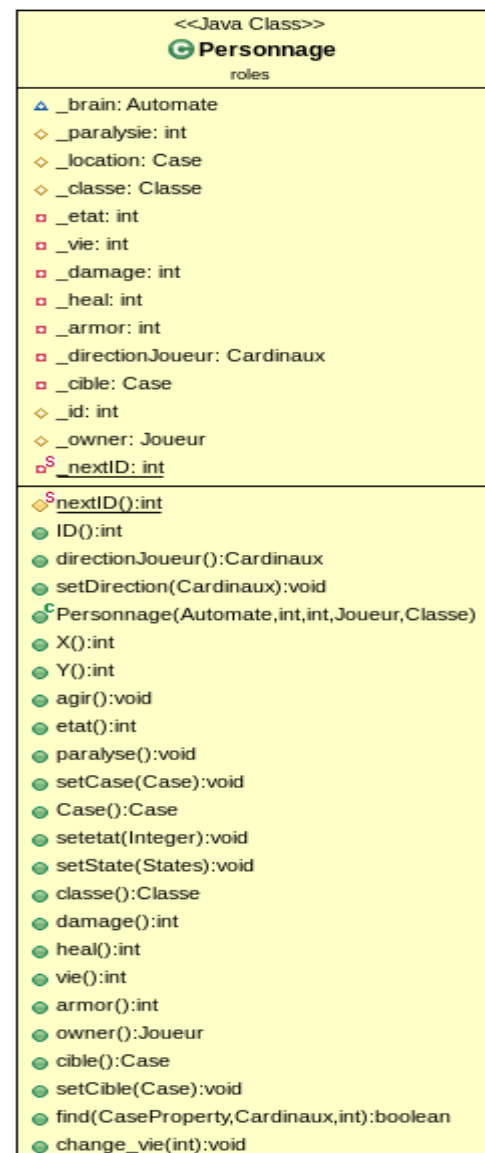 <<Java Class>>
Personnage
roles
_brain: Automate
_paralysie: int
_location: Case
_classe: Classe
_etat: int
_vie: int
_damage: int
_heal: int
_armor: int
_directionJoueur: Cardinaux
_cible: Case
_id: int
_owner: Joueur
_nextID: int
nextID():int
ID():int
directionJoueur():Cardinaux
setDirection(Cardinaux):void
Personnage(Automate,int,int,Joueur,Classe)
X():int
Y():int
agir():void
etat():int
paralyse():void
setCase(Case):void
Case():Case
setetat(Integer):void
setState(States):void
classe():Classe
damage():int
heal():int
vie():int
armor():int
owner():Joueur
cible():Case
setCible(Case):void
find(CaseProperty,Cardinaux,int):boolean
change_vie(int):void